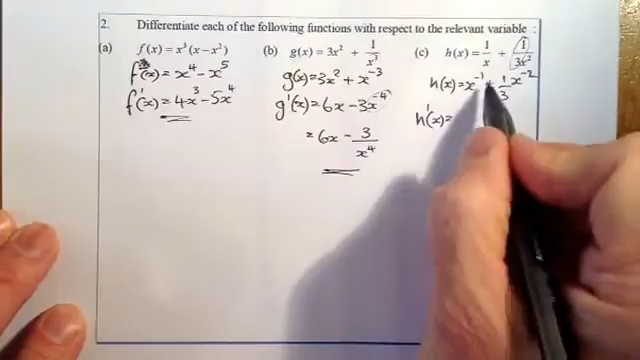 2. Differentiate each of the following functions with respect to the relevant variable :
(a) f(x) = x³(x − x²)
f(x) = x⁴ − x⁵
f'(x) = 4x³ − 5x⁴
(b) g(x) = 3x² + 1/x³
g(x) = 3x² + x⁻³
g'(x) = 6x − 3x⁻⁴
= 6x − 3/x⁴
(c) h(x) = 1/x + 1/3x²
h(x) = x⁻¹ + 1/3 x⁻²
h'(x) =